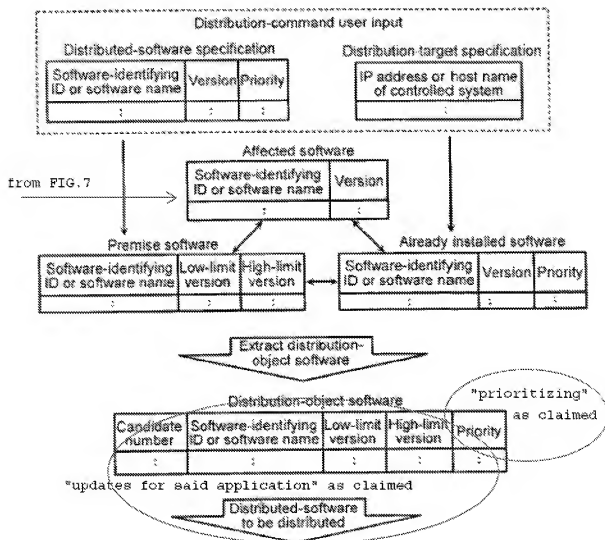 Distribution-command user input
Distributed-software specification
Distribution-target specification
Software-identifying
ID or software name
Version
Priority
IP address or host name
of controlled system
Affected software
from FIG.7
Software-identifying
ID or software name
Version
Premise software
Already installed software
Software-identifying
ID or software name
Low-limit
version
High-limit
version
Software-identifying
ID or software name
Version
Priority
Extract distribution-
object software
Distribution-object software
"prioritizing"
as claimed
Candidate
number
Software-identifying
ID or software name
Low-limit
version
High-limit
version
Priority
"updates for said application" as claimed
Distributed-software
to be distributed